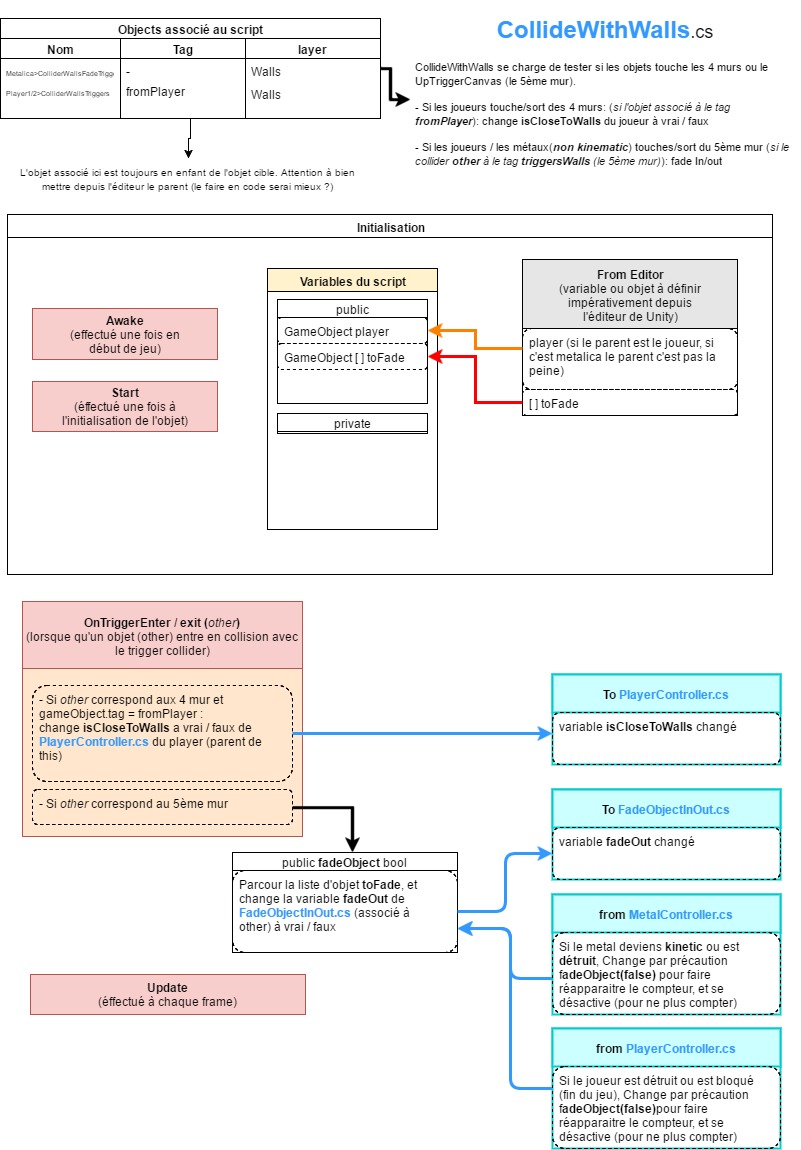 Objects associé au script
Nom
Tag
layer
Metalica>ColliderWallsFadeTrigge
-
Walls
Player1/2>ColliderWallsTriggers
fromPlayer
Walls
L'objet associé ici est toujours en enfant de l'objet cible. Attention à bien
mettre depuis l'éditeur le parent (le faire en code serai mieux ?)
CollideWithWalls.cs
CollideWithWalls se charge de tester si les objets touche les 4 murs ou le
UpTriggerCanvas (le 5ème mur).
- Si les joueurs touche/sort des 4 murs: (si l'objet associé à le tag
fromPlayer): change isCloseToWalls du joueur à vrai / faux
- Si les joueurs / les métaux(non kinematic) touches/sort du 5ème mur (si le
collider other à le tag triggersWalls (le 5ème mur)): fade In/out
Initialisation
Awake
(effectué une fois en
début de jeu)
Start
(éffectué une fois à
l'initialisation de l'objet)
Variables du script
public
GameObject player
GameObject [ ] toFade
private
From Editor
(variable ou objet à définir
impérativement depuis
l'éditeur de Unity)
player (si le parent est le joueur, si
c'est metalica le parent c'est pas la
peine)
[ ] toFade
OnTriggerEnter / exit (other)
(lorsque qu'un objet (other) entre en collision avec
le trigger collider)
- Si other correspond aux 4 mur et
gameObject.tag = fromPlayer :
change isCloseToWalls a vrai / faux de
PlayerController.cs du player (parent de
this)
- Si other correspond au 5ème mur
To PlayerController.cs
variable isCloseToWalls changé
To FadeObjectInOut.cs
variable fadeOut changé
public fadeObject bool
Parcour la liste d'objet toFade, et
change la variable fadeOut de
FadeObjectInOut.cs (associé à
other) à vrai / faux
from MetalController.cs
Si le metal deviens kinetic ou est
détruit, Change par précaution
fadeObject(false) pour faire
réapparaitre le compteur, et se
désactive (pour ne plus compter)
Update
(éffectué à chaque frame)
from PlayerController.cs
Si le joueur est détruit ou est bloqué
(fin du jeu), Change par précaution
fadeObject(false)pour faire
réapparaitre le compteur, et se
désactive (pour ne plus compter)